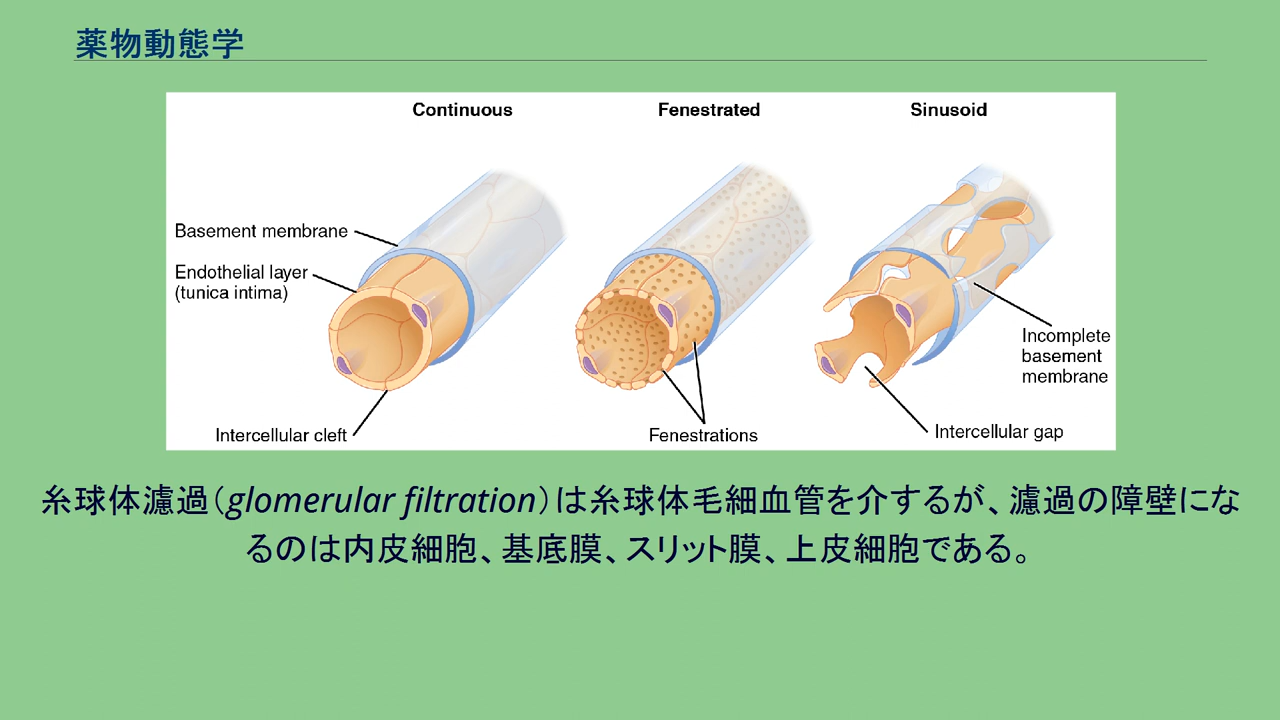 薬物動態学
Continuous
Fenestrated
Sinusoid
Basement membrane
Endothelial layer
(tunica intima)
Intercellular cleft
Fenestrations
Incomplete
basement
membrane
Intercellular gap
糸球体濾過（glomerular filtration）は糸球体毛細血管を介するが、濾過の障壁にな
るのは内皮細胞、基底膜、スリット膜、上皮細胞である。